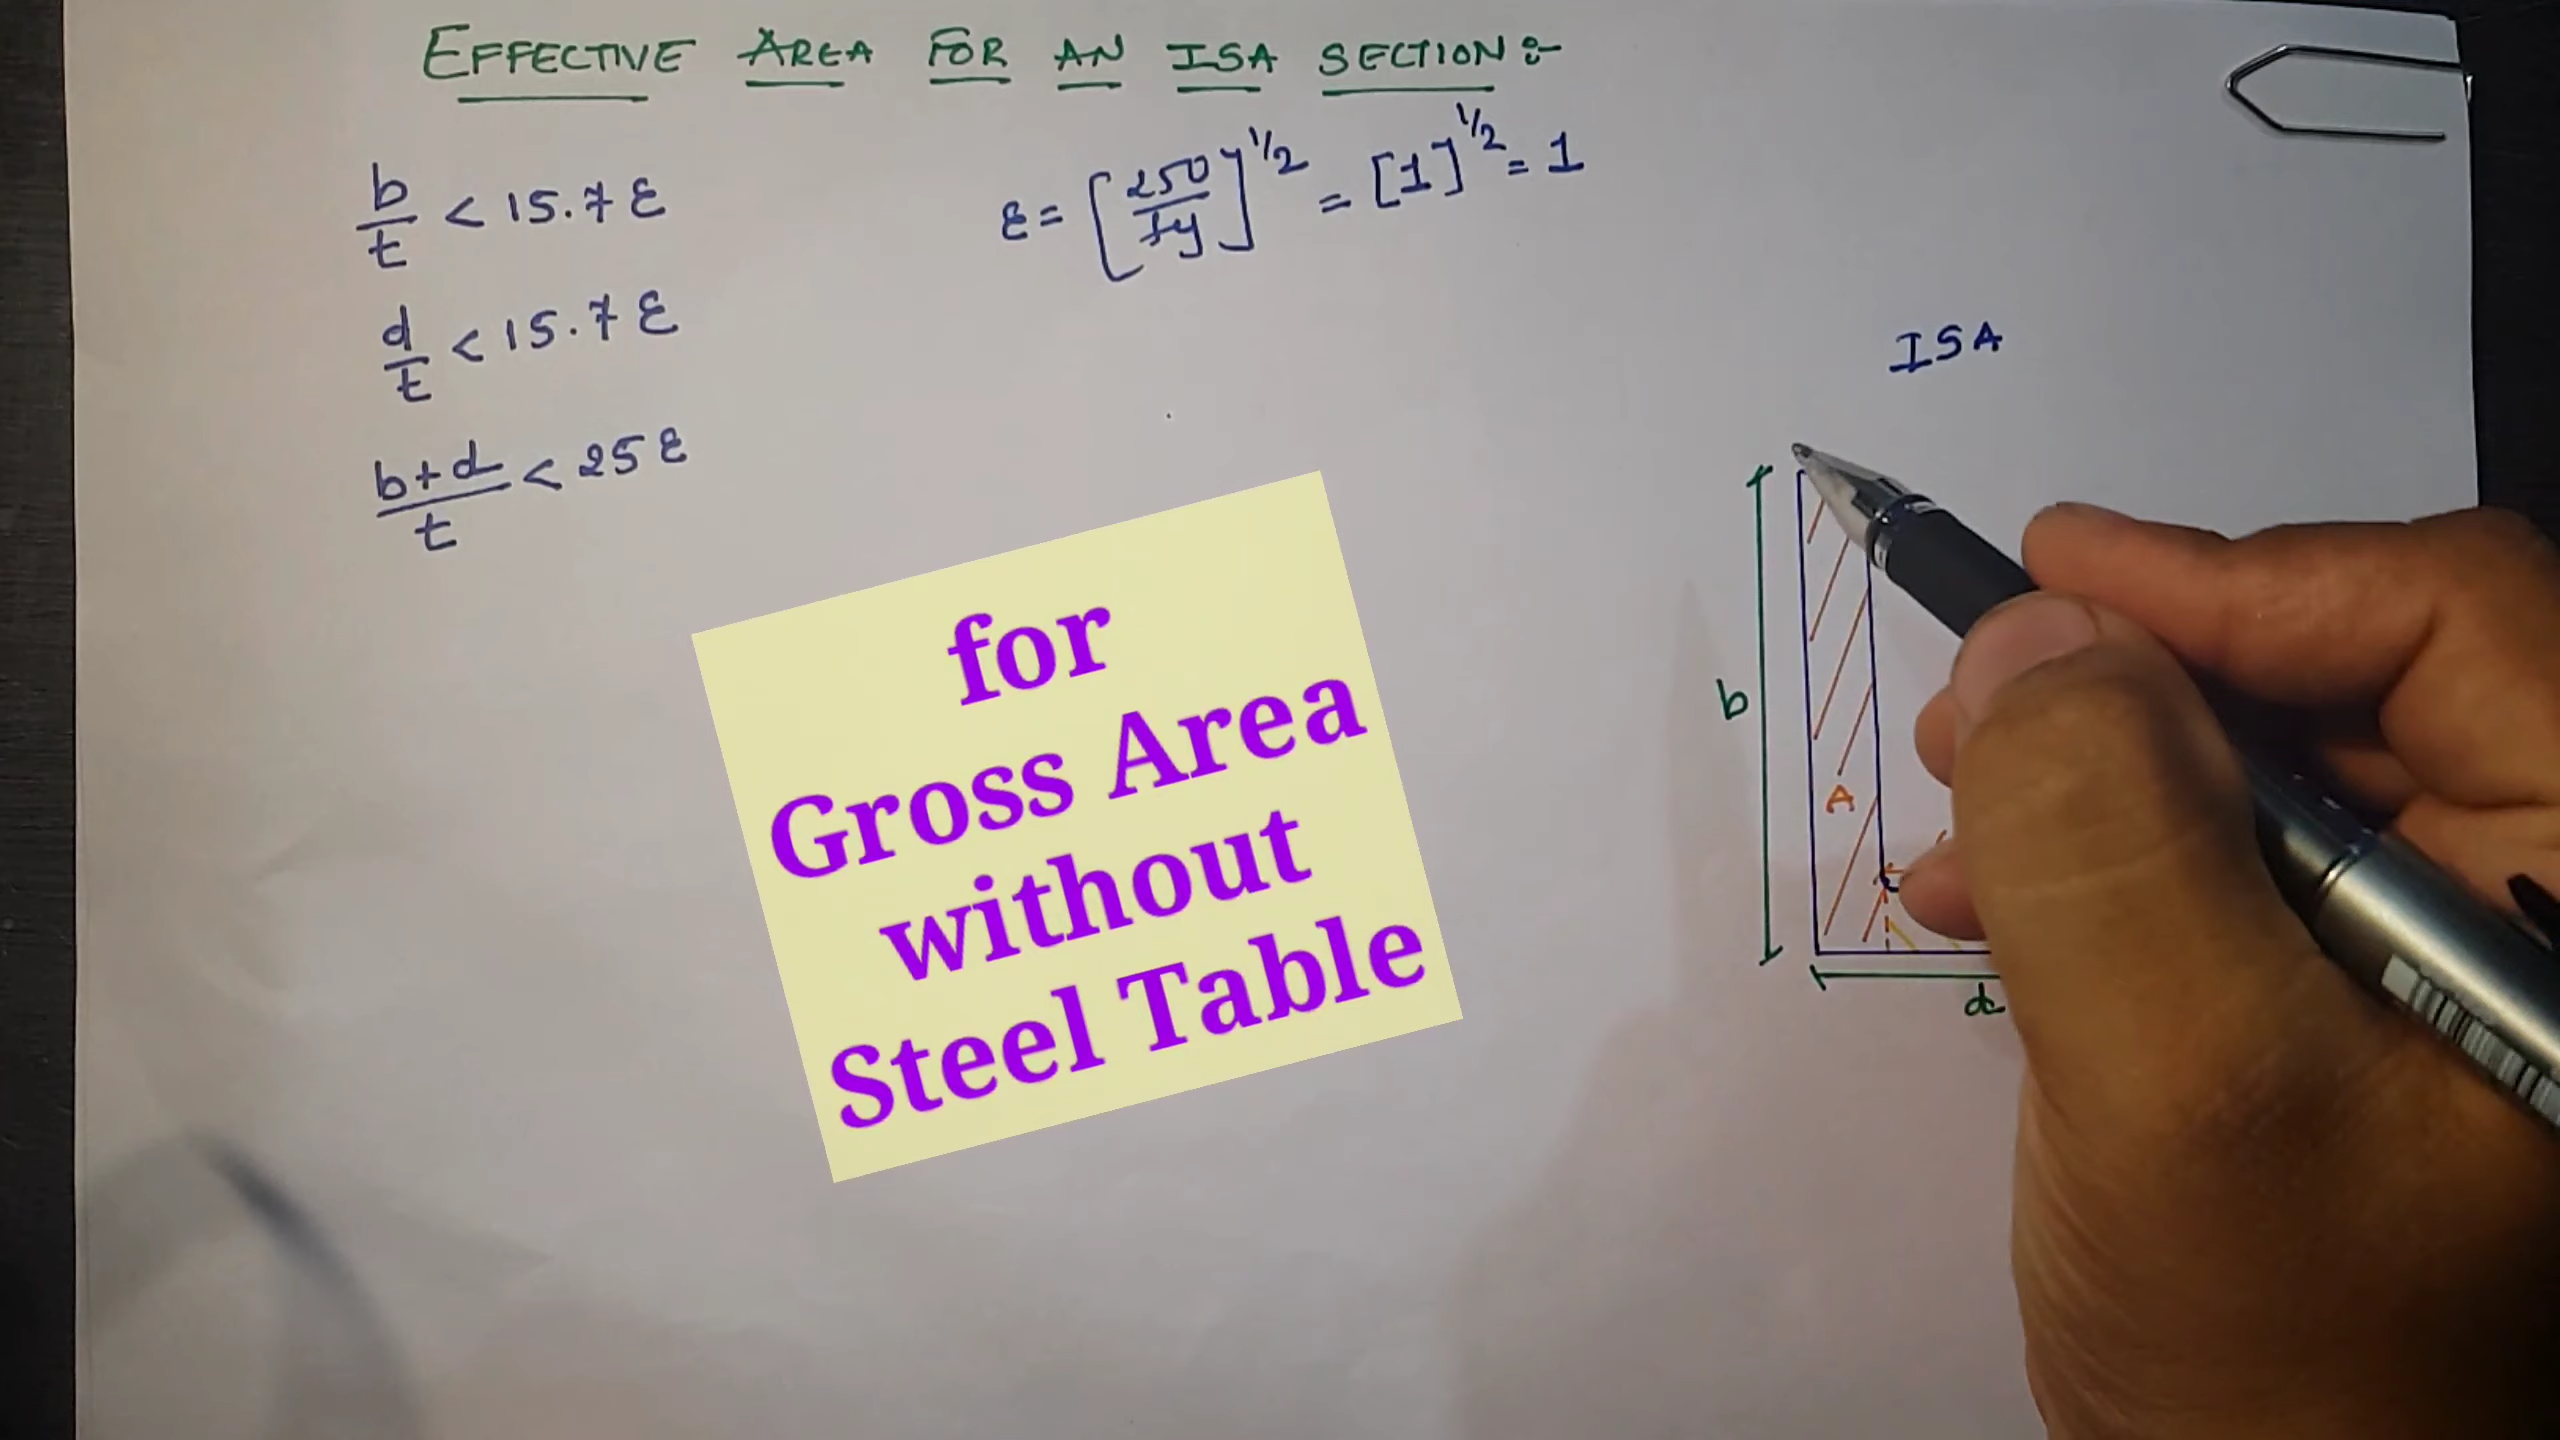 EFFECTIVE AREA FOR AN ISA SECTION :-
b/t < 15.7 ε
ε = [250/fy]^1/2 = [1]^1/2 = 1
d/t < 15.7 ε
b+d/t < 25 ε
ISA
for
Gross Area
without
Steel Table
b
A
t
d